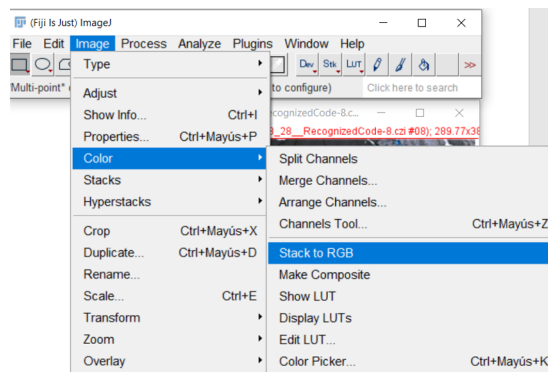 (Fiji Is Just) ImageJ
File Edit Image Process Analyze Plugins Window Help
Dev Stk LUT >>
Multi-point* to configure) Click here to search
Type
Adjust
Show Info... Ctrl+I
Properties... Ctrl+Mayús+P
Color
Stacks
Hyperstacks
Crop Ctrl+Mayús+X
Duplicate... Ctrl+Mayús+D
Rename...
Scale... Ctrl+E
Transform
Zoom
Overlay
ecognizedCode-8.c...
_28__RecognizedCode-8.czi #08); 289.77x38
Split Channels
Merge Channels...
Arrange Channels...
Channels Tool... Ctrl+Mayús+Z
Stack to RGB
Make Composite
Show LUT
Display LUTs
Edit LUT...
Color Picker... Ctrl+Mayús+K